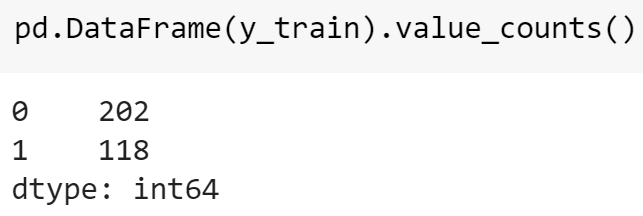 pd.DataFrame(y_train).value_counts()
0    202
1    118
dtype: int64